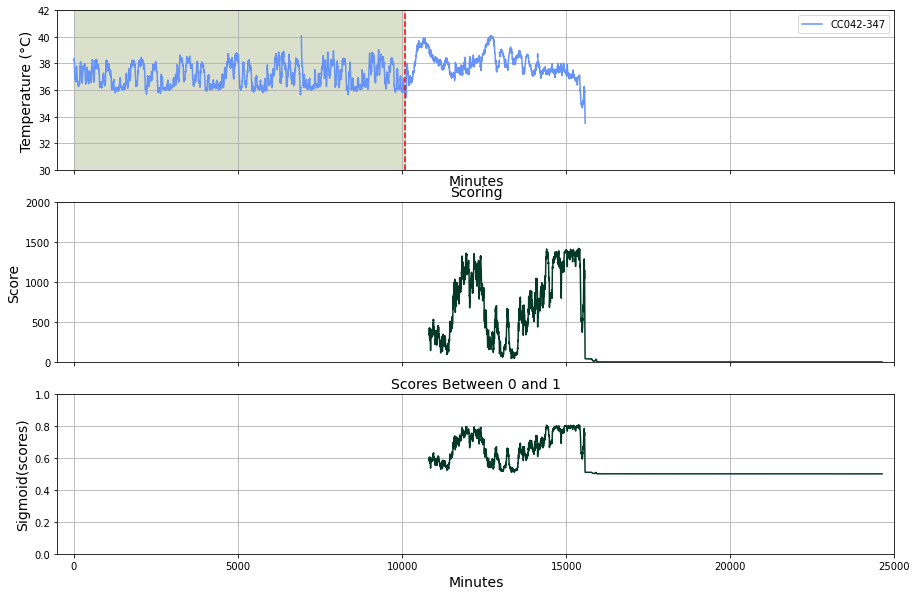 42
40
38
36
34
32
30
Temperature (°C)
CC042-347
Minutes
Scoring
2000
1500
1000
500
0
Score
Scores Between 0 and 1
1.0
0.8
0.6
0.4
0.2
0.0
Sigmoid(scores)
0 5000 10000 15000 20000 25000
Minutes